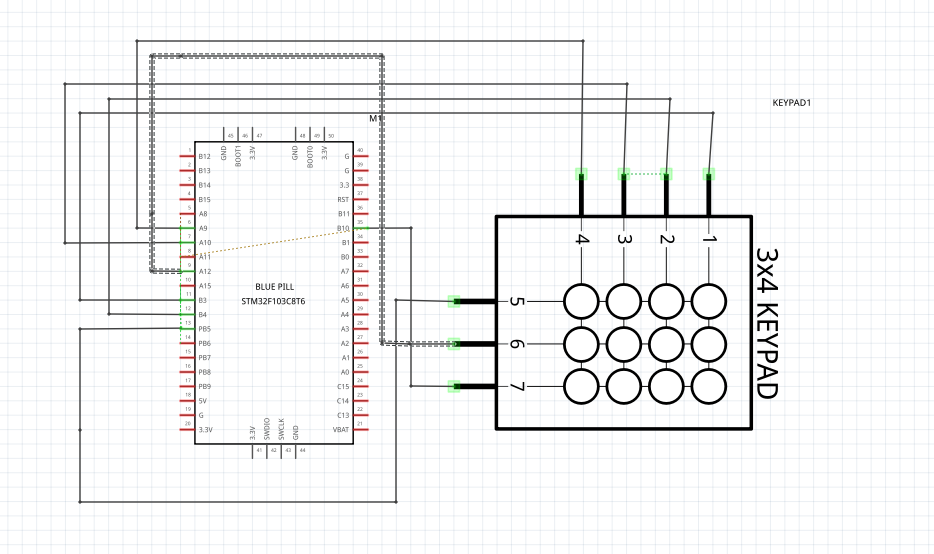 KEYPAD1
M1
45 46 47 48 49 50
GND BOOT1 3.3V GND BOOT0 3.3V
1 B12 G 40
2 B13 G 39
3 B14 3.3 38
4 B15 RST 37
5 A8 B11 36
6 A9 B10 35
7 A10 B1 34
8 A11 B0 33
9 A12 A7 32
10 A15 A6 31
11 B3 A5 30
12 B4 A4 29
13 PB5 A3 28
14 PB6 A2 27
15 PB7 A1 26
16 PB8 A0 25
17 PB9 C15 24
18 5V C14 23
19 G C13 22
20 3.3V VBAT 21
BLUE PILL
STM32F103C8T6
3.3V SWDIO SWCLK GND
41 42 43 44
4 3 2 1
5
6
7
3x4 KEYPAD